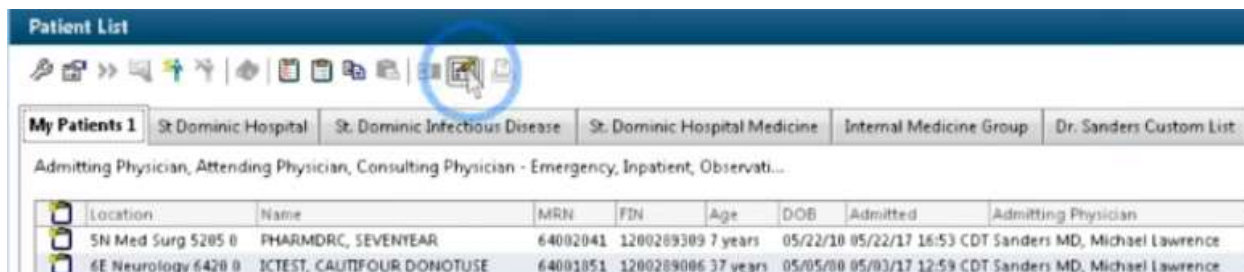 Patient List
My Patients 1 St Dominic Hospital St. Dominic Infectious Disease St. Dominic Hospital Medicine Internal Medicine Group Dr. Sanders Custom List
Admitting Physician, Attending Physician, Consulting Physician - Emergency, Inpatient, Observati...
Location Name MRN FIN Age DOB Admitted Admitting Physician
5N Med Surg 5205 0 PHARMDRC, SEVENYEAR 64002041 1200289309 7 years 05/22/10 05/22/17 16:53 CDT Sanders MD, Michael Lawrence
6E Neurology 6420 0 ICTEST, CAUTIFOUR DONOTUSE 64001851 1200289006 37 years 05/05/80 05/03/17 12:59 CDT Sanders MD, Michael Lawrence